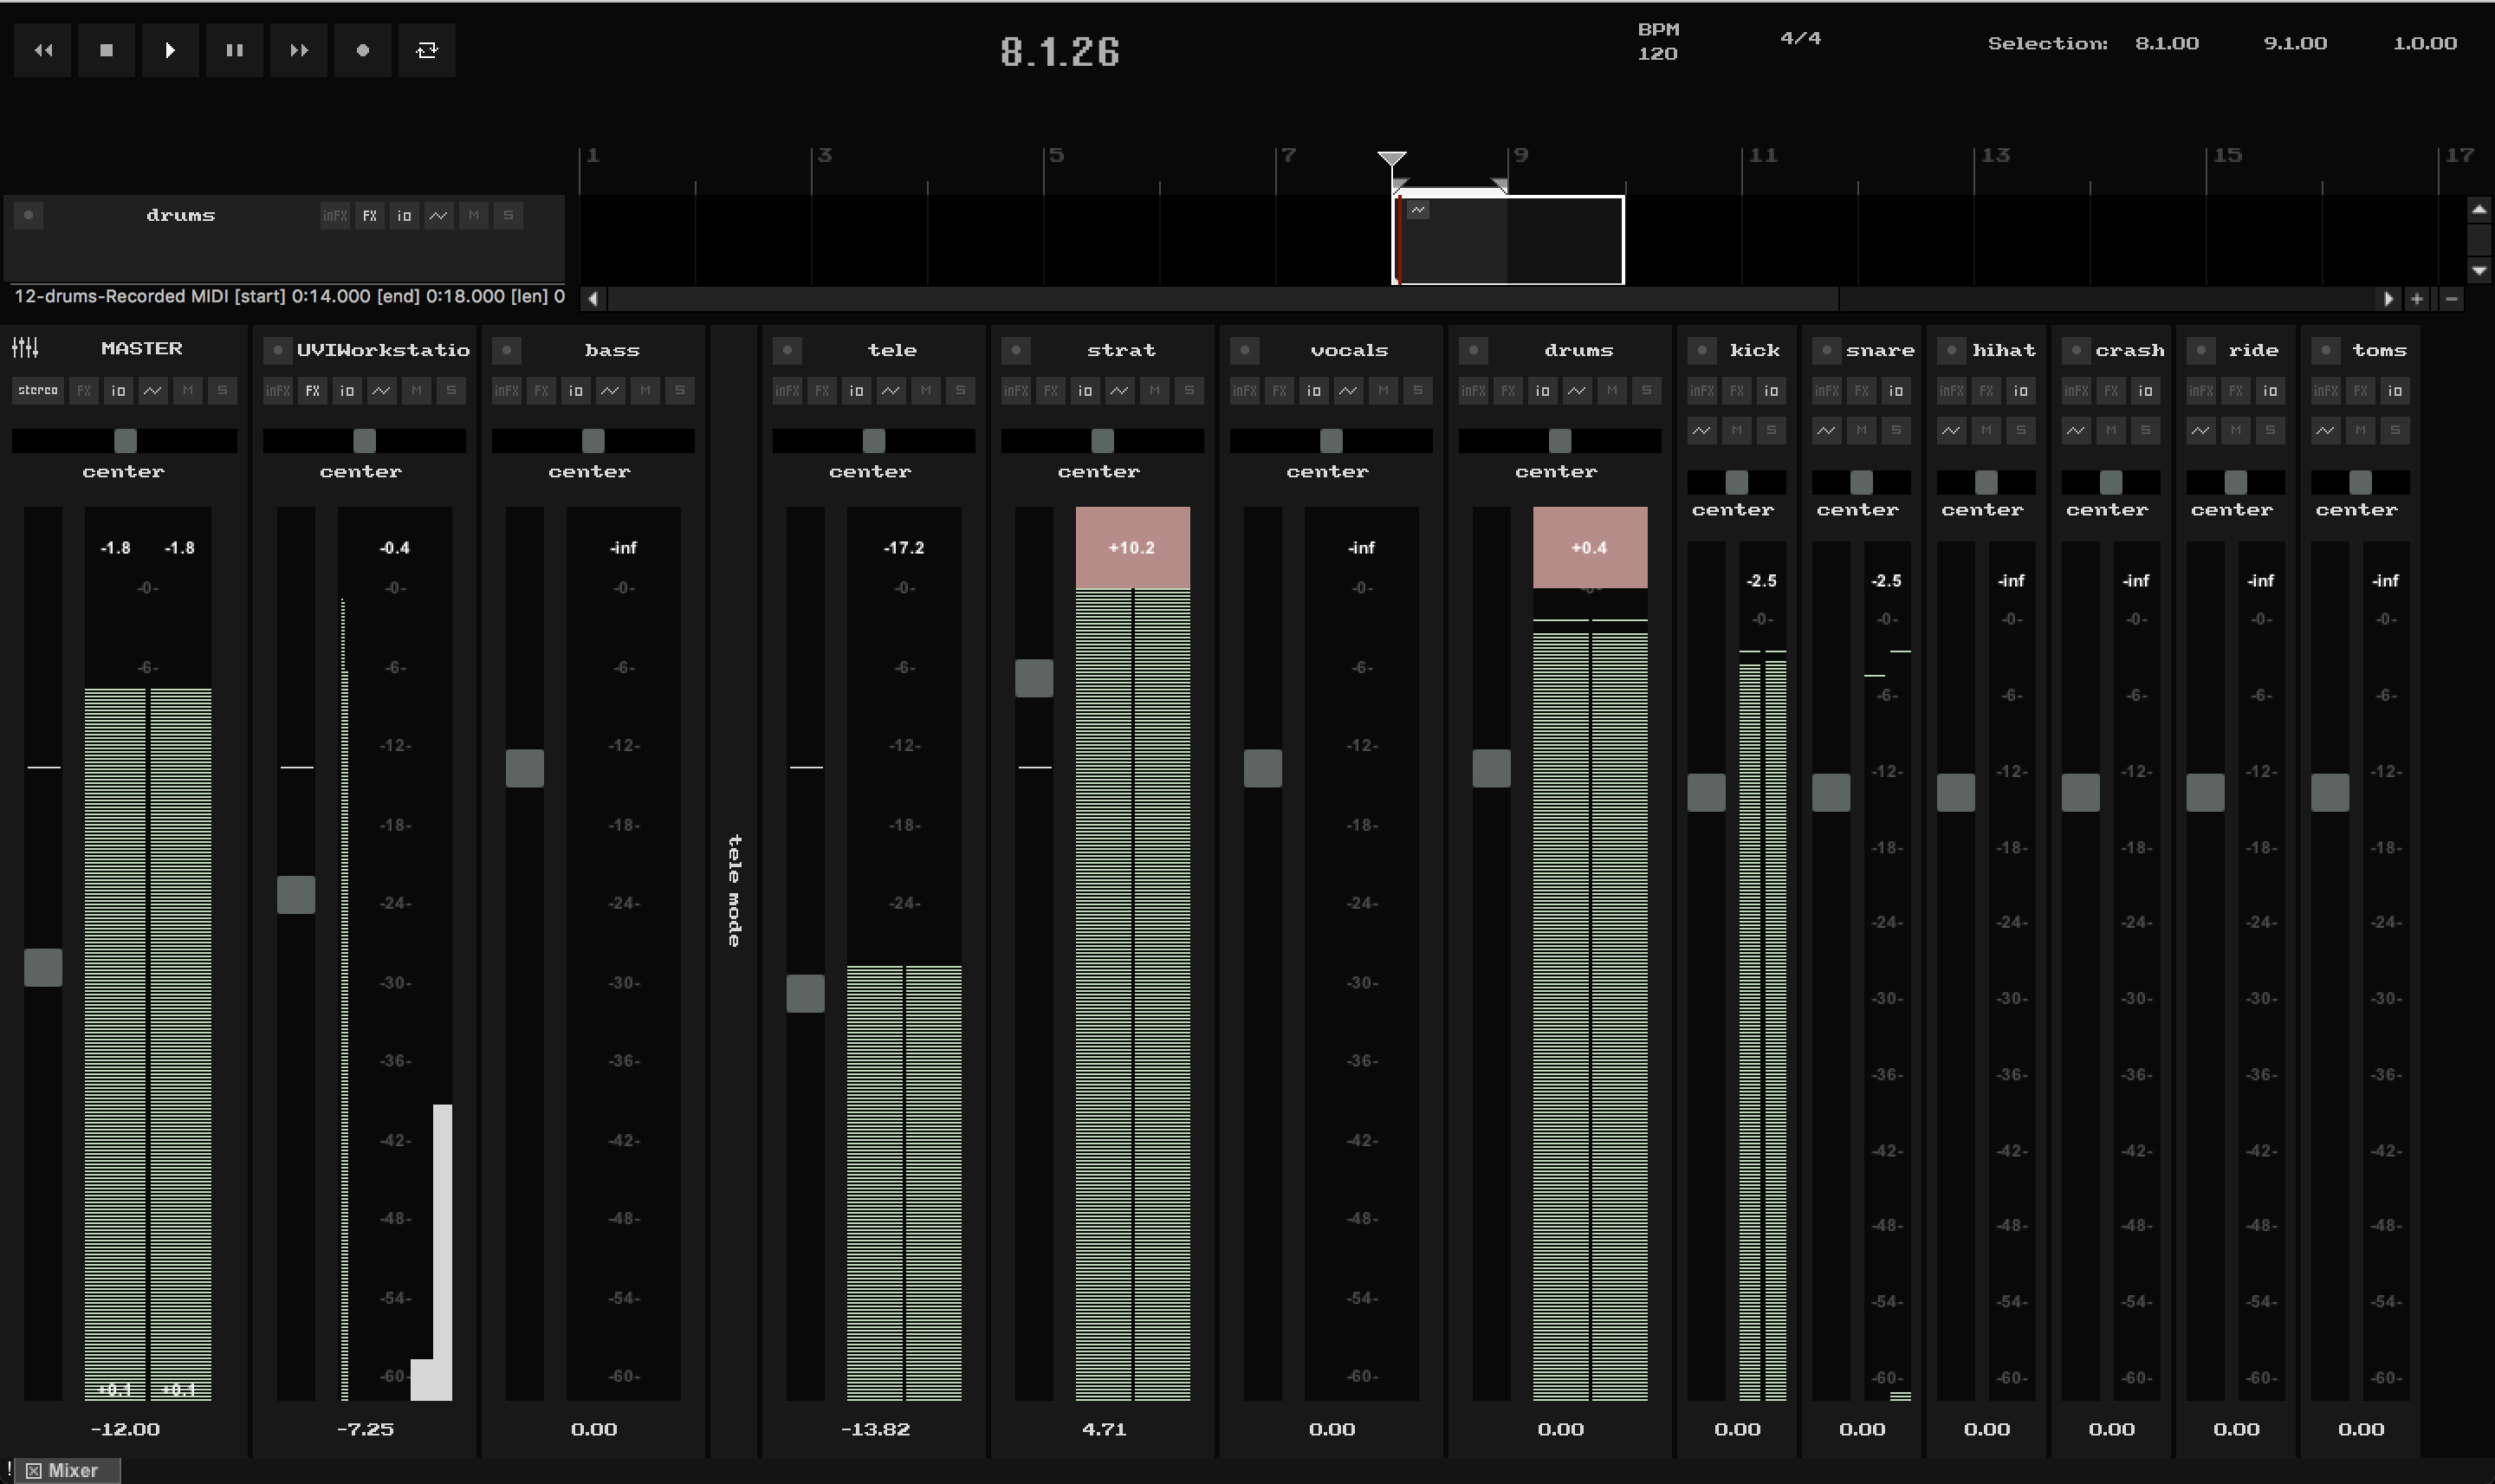 8.1.26
BPM
120
4/4
Selection: 8.1.00 9.1.00 1.0.00
1 3 5 7 9 11 13 15 17
drums inFX FX io M S
12-drums-Recorded MIDI [start] 0:14.000 [end] 0:18.000 [len] 0
MASTER UVIWorkstatio bass tele strat vocals drums kick snare hihat crash ride toms
stereo FX io M S inFX FX io M S inFX FX io M S inFX FX io M S inFX FX io M S inFX FX io M S inFX FX io M S inFX FX io inFX FX io inFX FX io inFX FX io inFX FX io inFX FX io
M S M S M S M S M S M S
center center center center center center center
center center center center center center
-1.8 -1.8 -0.4 -inf -17.2 +10.2 -inf +0.4
-2.5 -2.5 -inf -inf -inf -inf
-0- -0- -0- -0- -0- -0-
-0- -0- -0- -0- -0- -0-
-6- -6- -6- -6- -6-
-6- -6- -6- -6- -6-
-12- -12- -12- -12-
-12- -12- -12- -12- -12-
-18- -18- -18- -18-
-18- -18- -18- -18- -18-
tele mode
-24- -24- -24- -24-
-24- -24- -24- -24- -24-
-30- -30- -30-
-30- -30- -30- -30- -30-
-36- -36- -36-
-36- -36- -36- -36- -36-
-42- -42- -42-
-42- -42- -42- -42- -42-
-48- -48- -48-
-48- -48- -48- -48- -48-
-54- -54- -54-
-54- -54- -54- -54- -54-
-60- -60- -60-
-60- -60- -60- -60- -60-
+0.1 +0.1
-12.00 -7.25 0.00 -13.82 4.71 0.00 0.00 0.00 0.00 0.00 0.00 0.00 0.00
! Mixer